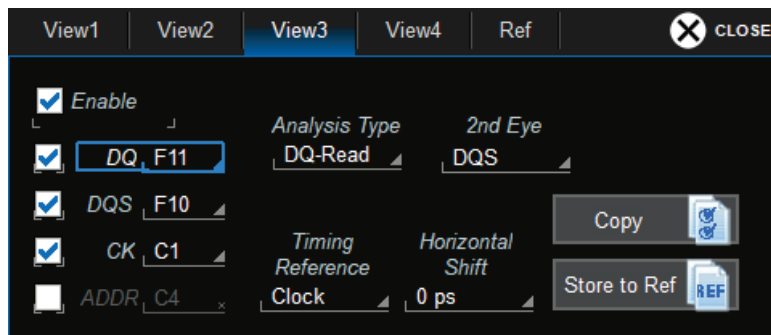 View1 View2 View3 View4 Ref CLOSE
Enable
Analysis Type 2nd Eye
DQ F11 DQ-Read DQS
DQS F10
Copy
CK C1
Timing Reference Horizontal Shift
Clock 0 ps
Store to Ref REF
ADDR C4